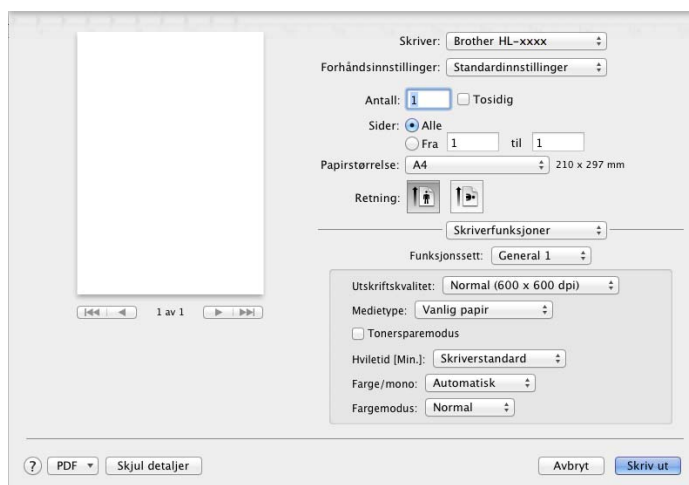 Skriver: Brother HL-xxxx
Forhåndsinnstillinger: Standardinnstillinger
Antall: 1 Tosidig
Sider: Alle
Fra 1 til 1
Papirstørrelse: A4 210 x 297 mm
Retning:
Skriverfunksjoner
Funksjonssett: General 1
Utskriftskvalitet: Normal (600 x 600 dpi)
Medietype: Vanlig papir
Tonersparemodus
Hviletid [Min.]: Skriverstandard
Farge/mono: Automatisk
Fargemodus: Normal
1 av 1
? PDF Skjul detaljer Avbryt Skriv ut